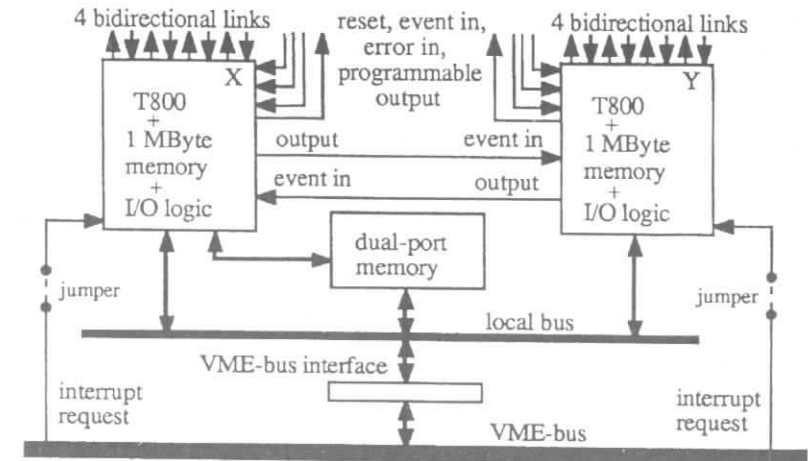 4 bidirectional links
reset, event in,
error in,
programmable
output
4 bidirectional links
X
T800
+
1 MByte
memory
+
I/O logic
Y
T800
+
1 MByte
memory
+
I/O logic
output
event in
event in
output
dual-port
memory
jumper
jumper
local bus
VME-bus interface
interrupt
request
interrupt
request
VME-bus